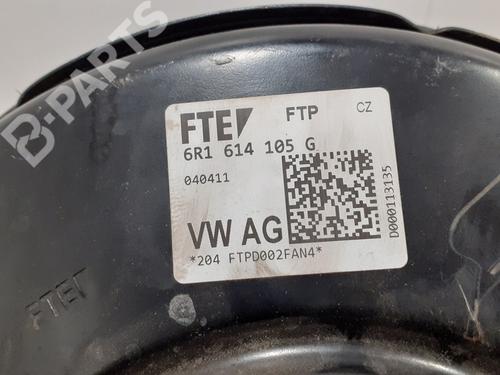 B-PARTS
FTE FTP CZ
6R1 614 105 G
040411
VW AG
*204 FTPD002FAN4*
D000113135
FTE